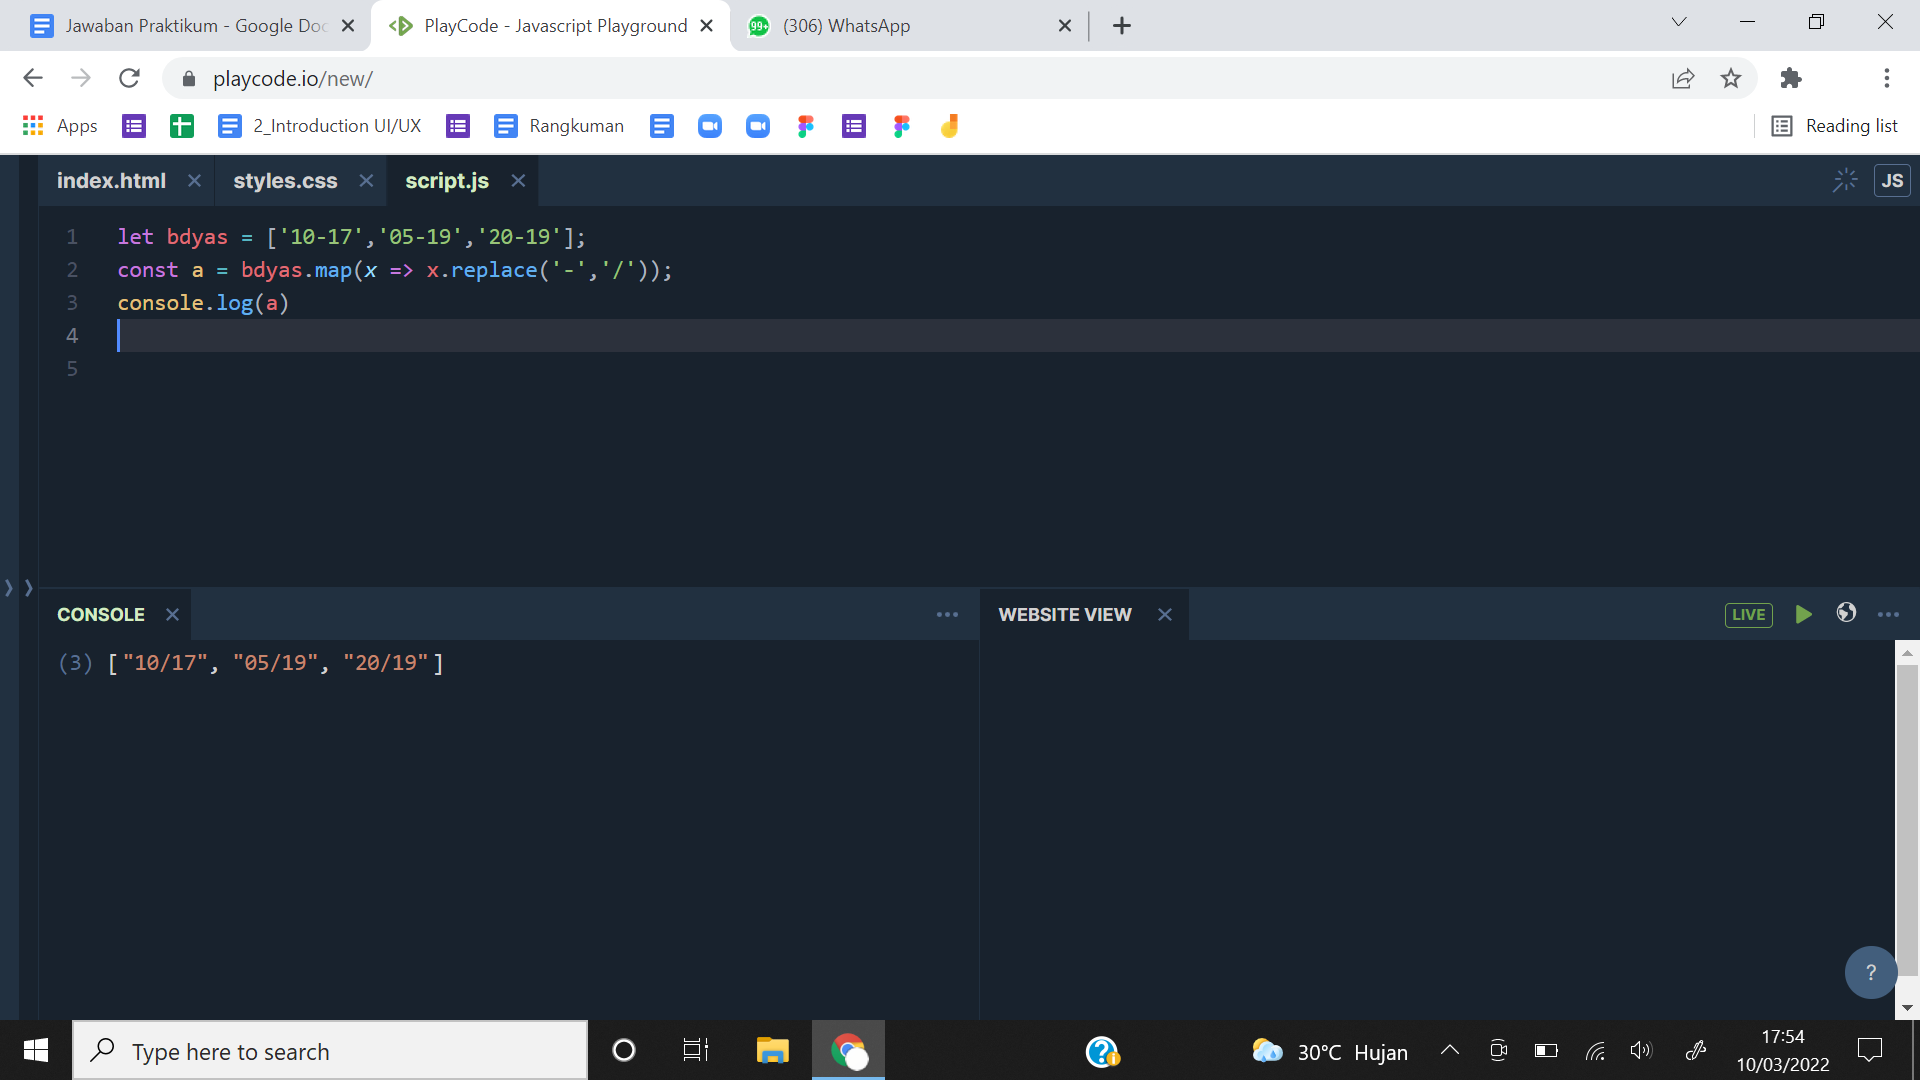 Jawaban Praktikum - Google Doc
PlayCode - Javascript Playground
99+ (306) WhatsApp
playcode.io/new/
Apps
2_Introduction UI/UX
Rangkuman
Reading list
index.html
styles.css
script.js
JS
1 let bdyas = ['10-17','05-19','20-19'];
2 const a = bdyas.map(x => x.replace('-','/'));
3 console.log(a)
4
5
CONSOLE
WEBSITE VIEW
LIVE
(3) ["10/17", "05/19", "20/19"]
?
Type here to search
30°C Hujan
17:54
10/03/2022